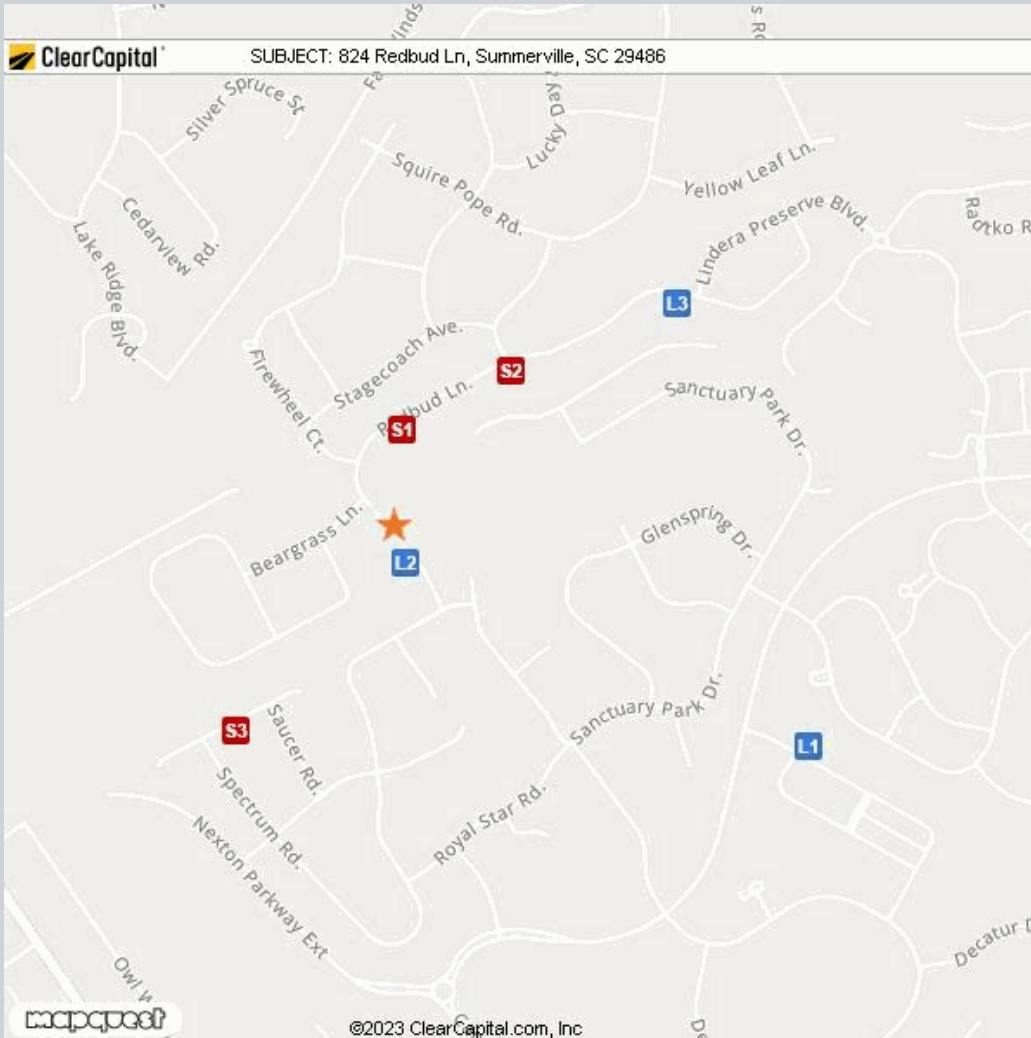 ClearCapital
SUBJECT: 824 Redbud Ln, Summerville, SC 29486
Silver Spruce St
Lucky Day
Squire Pope Rd.
Yellow Leaf Ln.
Cedarview Rd.
Lindera Preserve Blvd.
Lake Ridge Blvd.
L3
Stagecoach Ave.
Firewheel Ct.
S2
Redbud Ln.
Sanctuary Park Dr.
S1
Beargrass Ln.
Glenspring Dr.
L2
Sanctuary Park Dr.
S3
Saucer Rd.
L1
Spectrum Rd.
Royal Star Rd.
Nexton Parkway Ext
Decatur D
Owl W
mapquest
©2023 ClearCapital.com, Inc